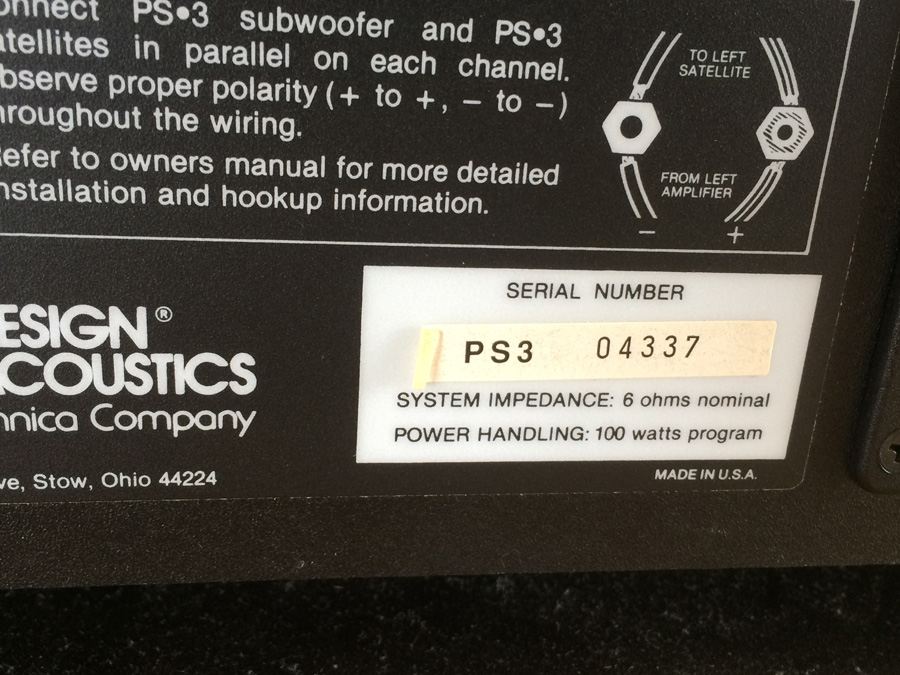 onnect PS•3 subwoofer and PS•3
atellites in parallel on each channel.
bserve proper polarity (+ to +, – to –)
hroughout the wiring.
efer to owners manual for more detailed
nstallation and hookup information.
TO LEFT
SATELLITE
FROM LEFT
AMPLIFIER
– +
ESIGN ®
COUSTICS
hnica Company
ve, Stow, Ohio 44224
SERIAL NUMBER
PS3 04337
SYSTEM IMPEDANCE: 6 ohms nominal
POWER HANDLING: 100 watts program
MADE IN U.S.A.